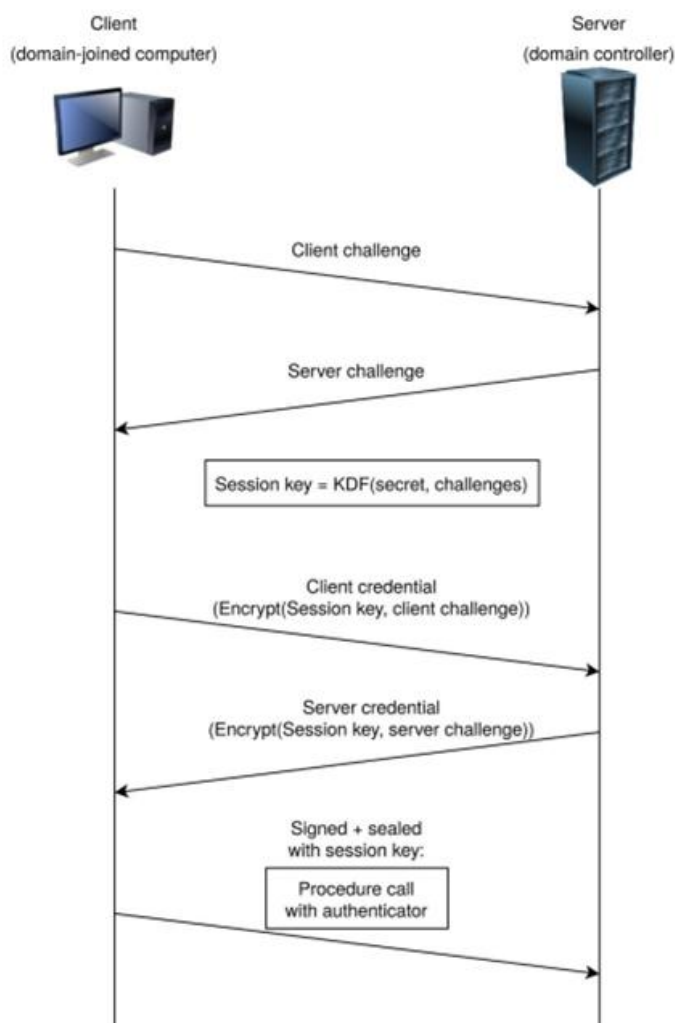 Client
(domain-joined computer)
Server
(domain controller)
Client challenge
Server challenge
Session key = KDF(secret, challenges)
Client credential
(Encrypt(Session key, client challenge))
Server credential
(Encrypt(Session key, server challenge))
Signed + sealed
with session key:
Procedure call
with authenticator